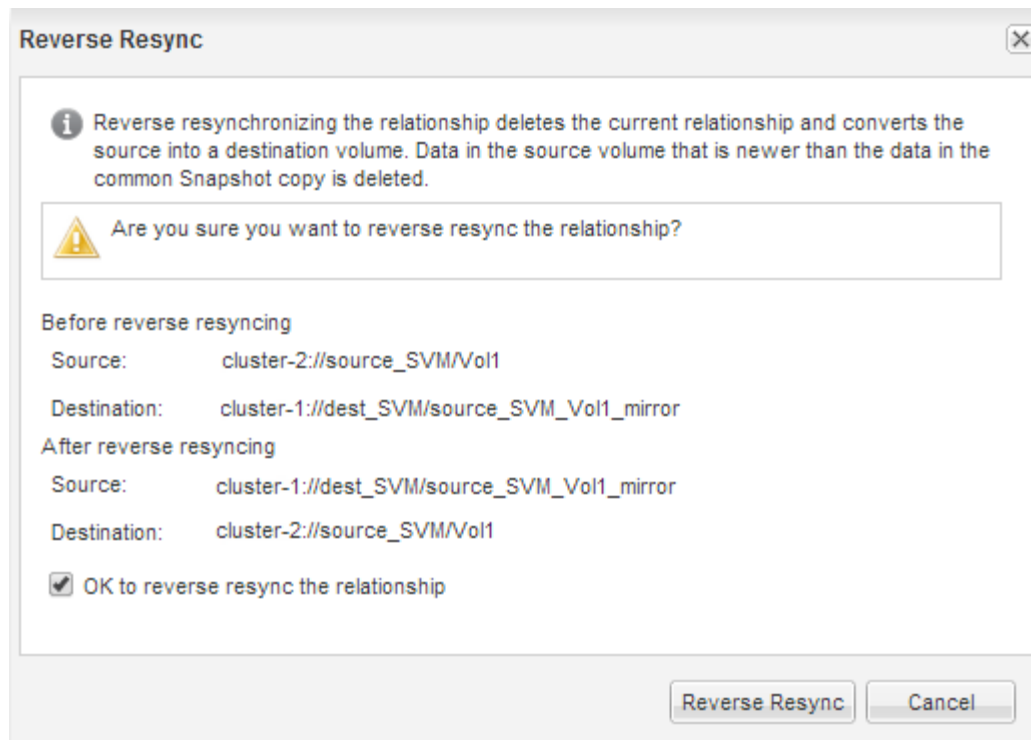 Reverse Resync
Reverse resynchronizing the relationship deletes the current relationship and converts the
source into a destination volume. Data in the source volume that is newer than the data in the
common Snapshot copy is deleted.
Are you sure you want to reverse resync the relationship?
Before reverse resyncing
Source: cluster-2://source_SVM/Vol1
Destination: cluster-1://dest_SVM/source_SVM_Vol1_mirror
After reverse resyncing
Source: cluster-1://dest_SVM/source_SVM_Vol1_mirror
Destination: cluster-2://source_SVM/Vol1
OK to reverse resync the relationship
Reverse Resync Cancel